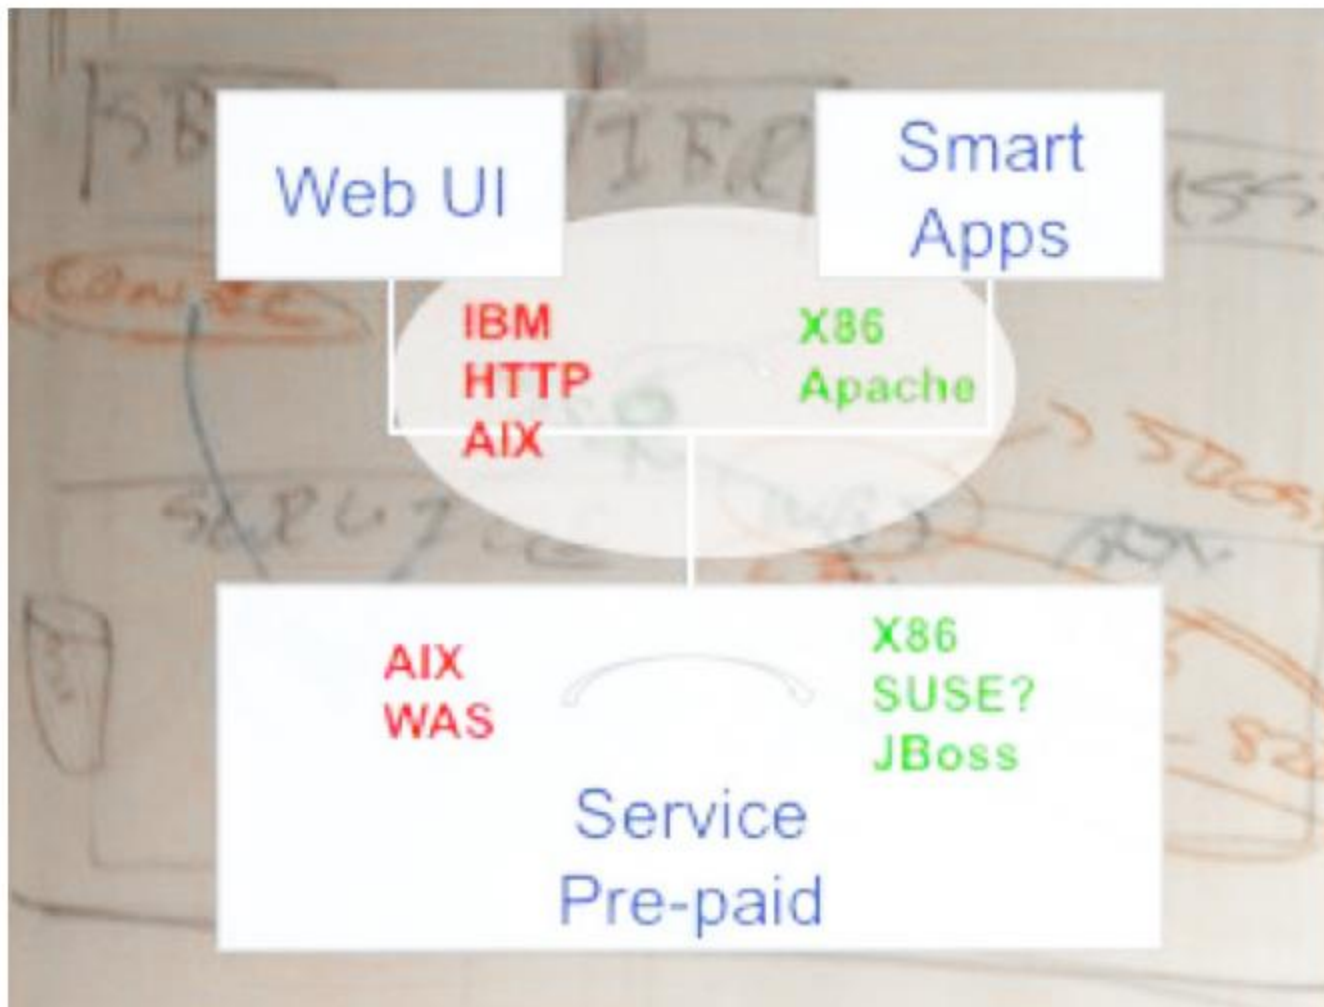 Web UI
Smart
Apps
IBM
HTTP
AIX
X86
Apache
AIX
WAS
X86
SUSE?
JBoss
Service
Pre-paid